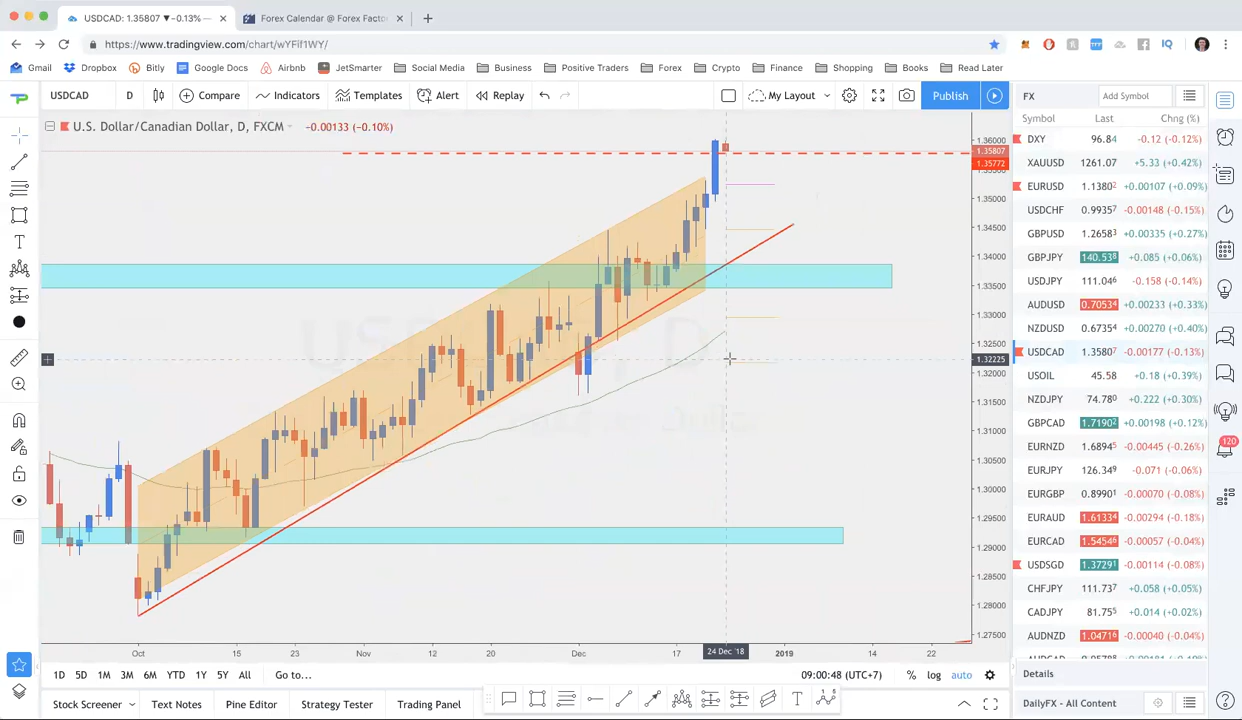 USDCAD: 1.35807 ▼−0.13% —
Forex Calendar @ Forex Facto
https://www.tradingview.com/chart/wYFif1WY/
Gmail Dropbox Bitly Google Docs Airbnb JetSmarter Social Media Business Positive Traders Forex Crypto Finance Shopping Books Read Later
USDCAD D Compare Indicators Templates Alert Replay My Layout Publish
U.S. Dollar/Canadian Dollar, D, FXCM −0.00133 (−0.10%)
1.36000
1.35807
1.35772
1.35500
1.35000
1.34500
1.34000
1.33500
1.33000
1.32500
1.32225
1.32000
1.31500
1.31000
1.30500
1.30000
1.29500
1.29000
1.28500
1.28000
1.27500
Oct 15 23 Nov 12 20 Dec 17 24 Dec '18 2019 14 22
1D 5D 1M 3M 6M YTD 1Y 5Y All Go to... 09:00:48 (UTC+7) % log auto
Stock Screener Text Notes Pine Editor Strategy Tester Trading Panel
FX Add Symbol
Symbol Last Chng (%)
DXY 96.84 -0.12 (-0.12%)
XAUUSD 1261.07 +5.33 (+0.42%)
EURUSD 1.13802 +0.00107 (+0.09%)
USDCHF 0.99357 -0.00148 (-0.15%)
GBPUSD 1.26583 +0.00335 (+0.27%)
GBPJPY 140.538 +0.085 (+0.06%)
USDJPY 111.046 -0.158 (-0.14%)
AUDUSD 0.70534 +0.00233 (+0.33%)
NZDUSD 0.67354 +0.00270 (+0.40%)
USDCAD 1.35807 -0.00177 (-0.13%)
USOIL 45.58 +0.18 (+0.39%)
NZDJPY 74.780 +0.222 (+0.30%)
GBPCAD 1.71902 +0.00198 (+0.12%)
EURNZD 1.68945 -0.00445 (-0.26%)
EURJPY 126.349 -0.071 (-0.06%)
EURGBP 0.89901 -0.00070 (-0.08%)
EURAUD 1.61334 -0.00294 (-0.18%)
EURCAD 1.54546 -0.00057 (-0.04%)
USDSGD 1.37291 -0.00114 (-0.08%)
CHFJPY 111.737 +0.058 (+0.05%)
CADJPY 81.755 +0.014 (+0.02%)
AUDNZD 1.04716 -0.00040 (-0.04%)
Details
DailyFX - All Content
IQ
120